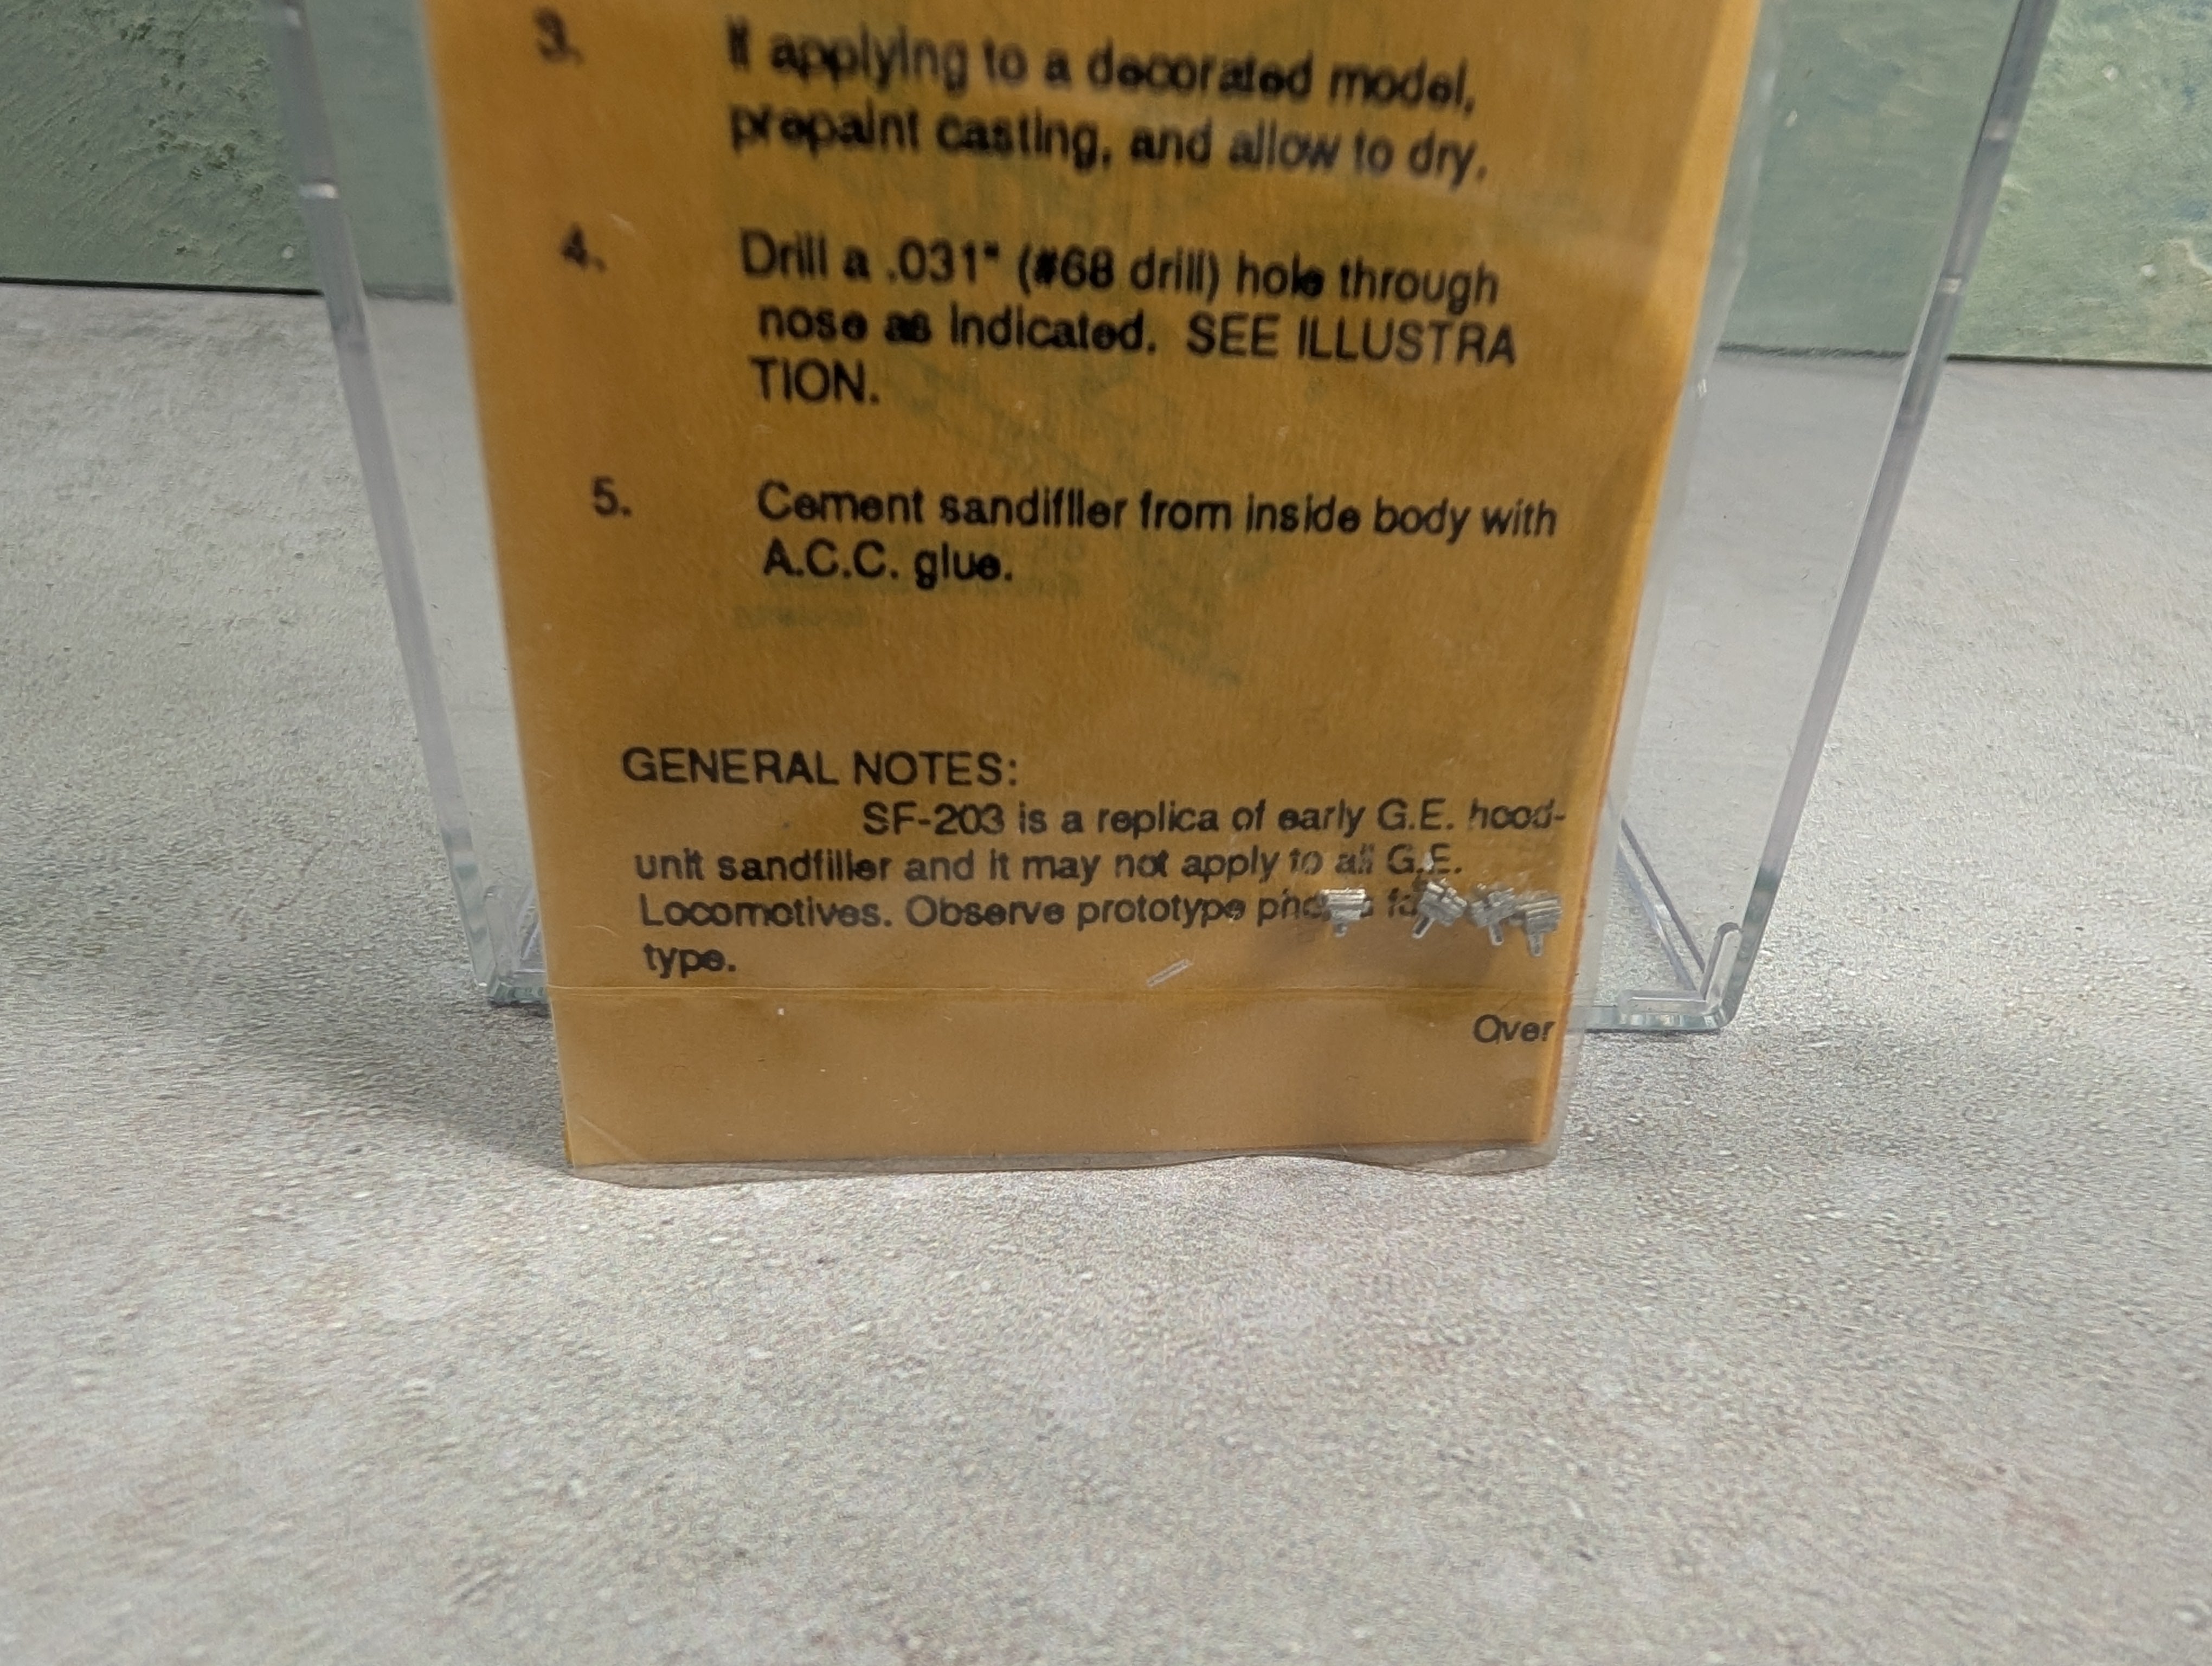 3. If applying to a decorated model,
prepaint casting, and allow to dry.
4. Drill a .031" (#68 drill) hole through
nose as indicated. SEE ILLUSTRA
TION.
5. Cement sandifller from inside body with
A.C.C. glue.
GENERAL NOTES:
SF-203 is a replica of early G.E. hood-
unit sandfiller and it may not apply to all G.E.
Locomotives. Observe prototype
type.
Over